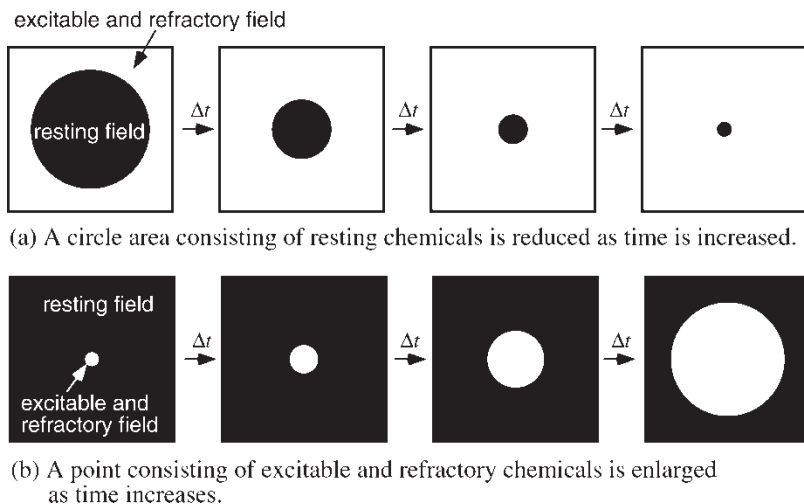 excitable and refractory field
resting field
Δt
Δt
Δt
(a) A circle area consisting of resting chemicals is reduced as time is increased.
resting field
excitable and
refractory field
Δt
Δt
Δt
(b) A point consisting of excitable and refractory chemicals is enlarged
as time increases.